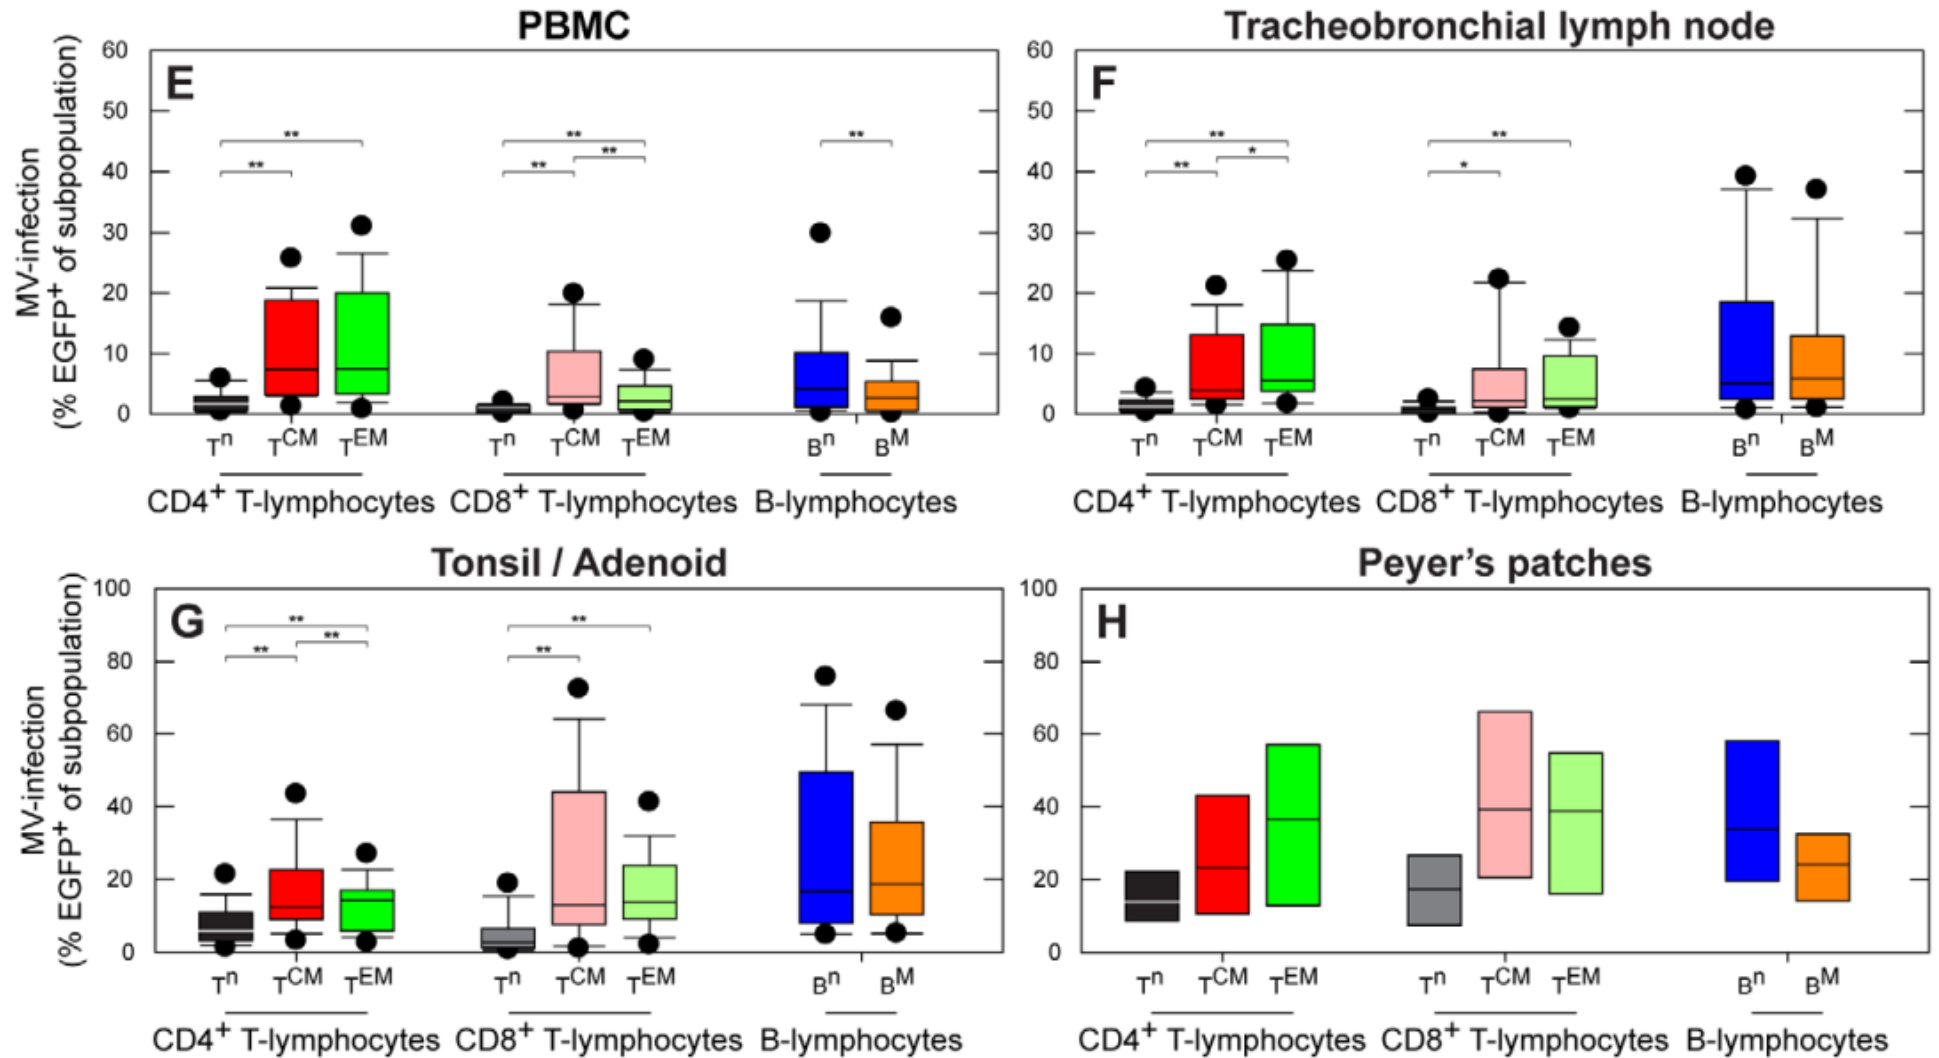 PBMC
E
MV-infection
(% EGFP⁺ of subpopulation)
60
50
40
30
20
10
0
** ** ** ** ** **
Tⁿ Tᶜᴹ Tᴱᴹ Tⁿ Tᶜᴹ Tᴱᴹ Bⁿ Bᴹ
CD4⁺ T-lymphocytes CD8⁺ T-lymphocytes B-lymphocytes
Tracheobronchial lymph node
F
60
50
40
30
20
10
0
** ** * ** *
Tⁿ Tᶜᴹ Tᴱᴹ Tⁿ Tᶜᴹ Tᴱᴹ Bⁿ Bᴹ
CD4⁺ T-lymphocytes CD8⁺ T-lymphocytes B-lymphocytes
Tonsil / Adenoid
G
MV-infection
(% EGFP⁺ of subpopulation)
100
80
60
40
20
0
** ** ** ** **
Tⁿ Tᶜᴹ Tᴱᴹ Tⁿ Tᶜᴹ Tᴱᴹ Bⁿ Bᴹ
CD4⁺ T-lymphocytes CD8⁺ T-lymphocytes B-lymphocytes
Peyer’s patches
H
100
80
60
40
20
0
Tⁿ Tᶜᴹ Tᴱᴹ Tⁿ Tᶜᴹ Tᴱᴹ Bⁿ Bᴹ
CD4⁺ T-lymphocytes CD8⁺ T-lymphocytes B-lymphocytes